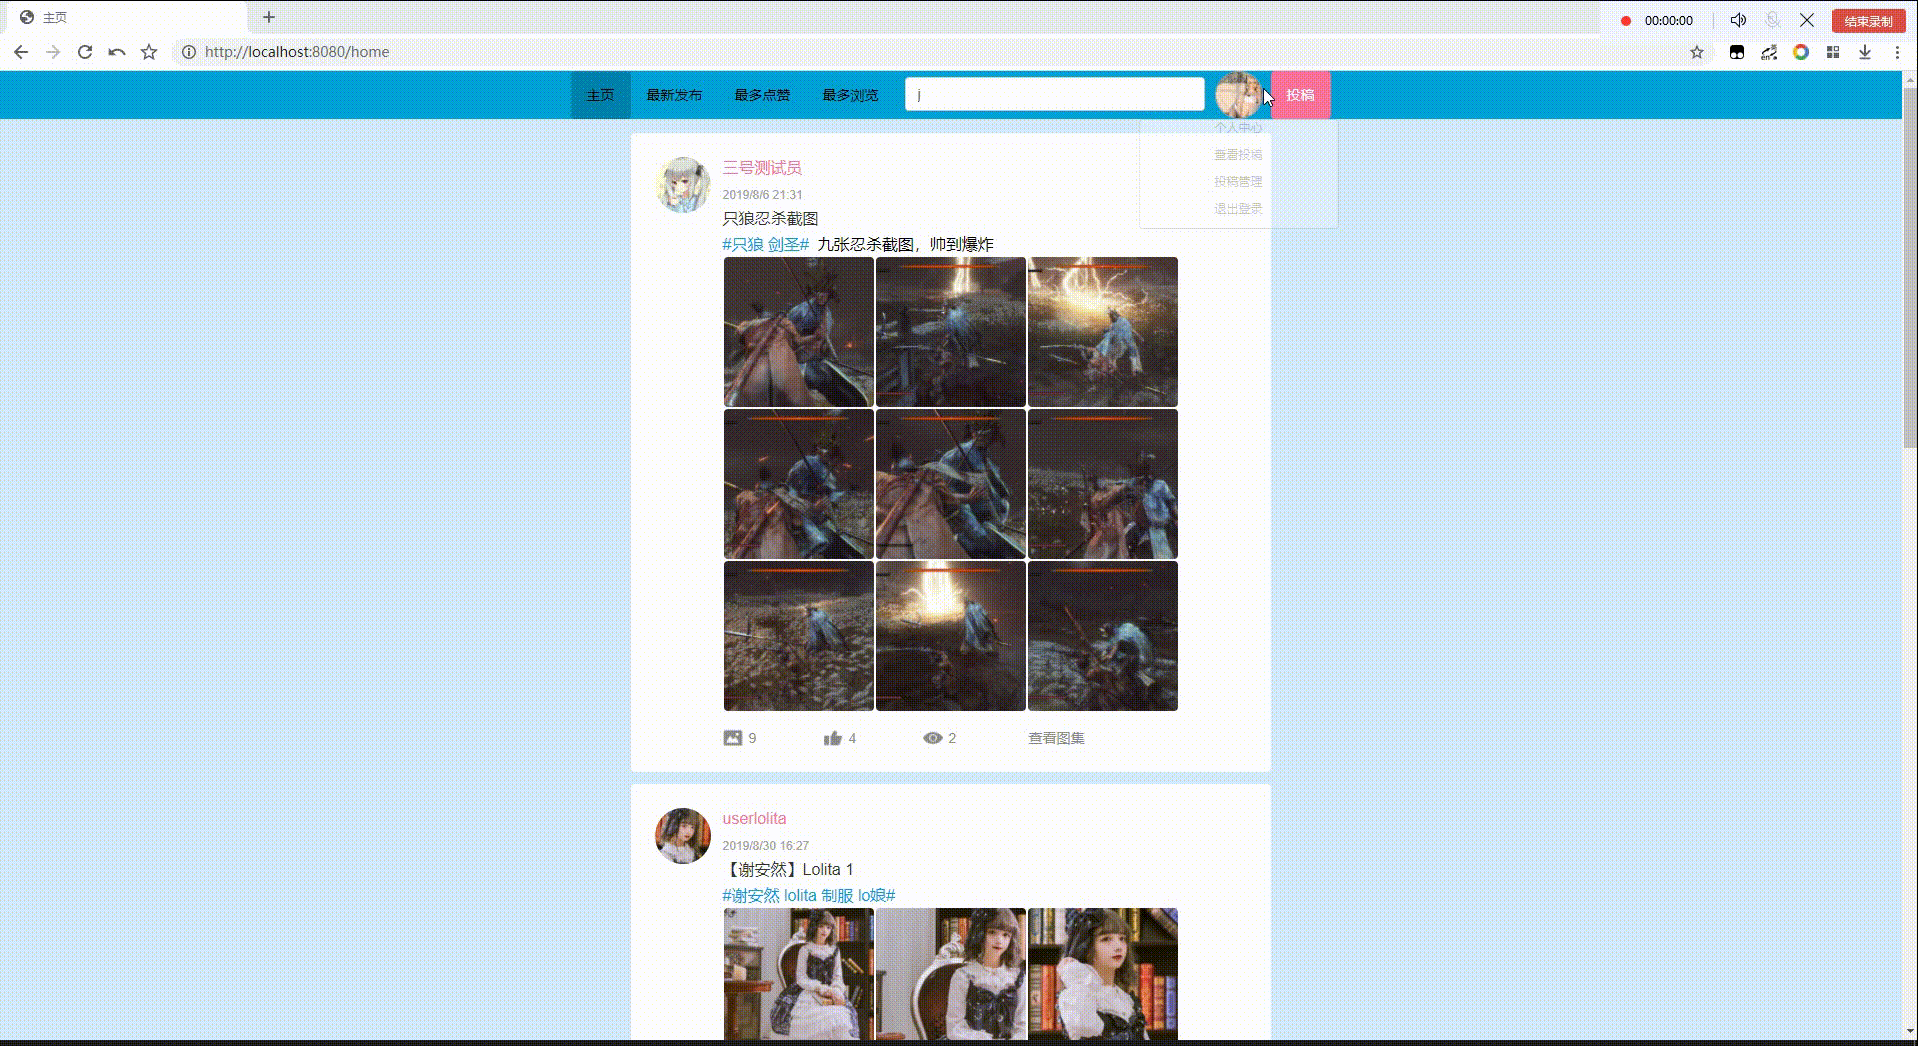 主页
00:00:00
结束录制
http://localhost:8080/home
主页 最新发布 最多点赞 最多浏览 j 投稿
个人中心
查看投稿
投稿管理
退出登录
三号测试员
2019/8/6 21:31
只狼忍杀截图
#只狼 剑圣# 九张忍杀截图，帅到爆炸
9 4 2 查看图集
userlolita
2019/8/30 16:27
【谢安然】Lolita 1
#谢安然 lolita 制服 lo娘#